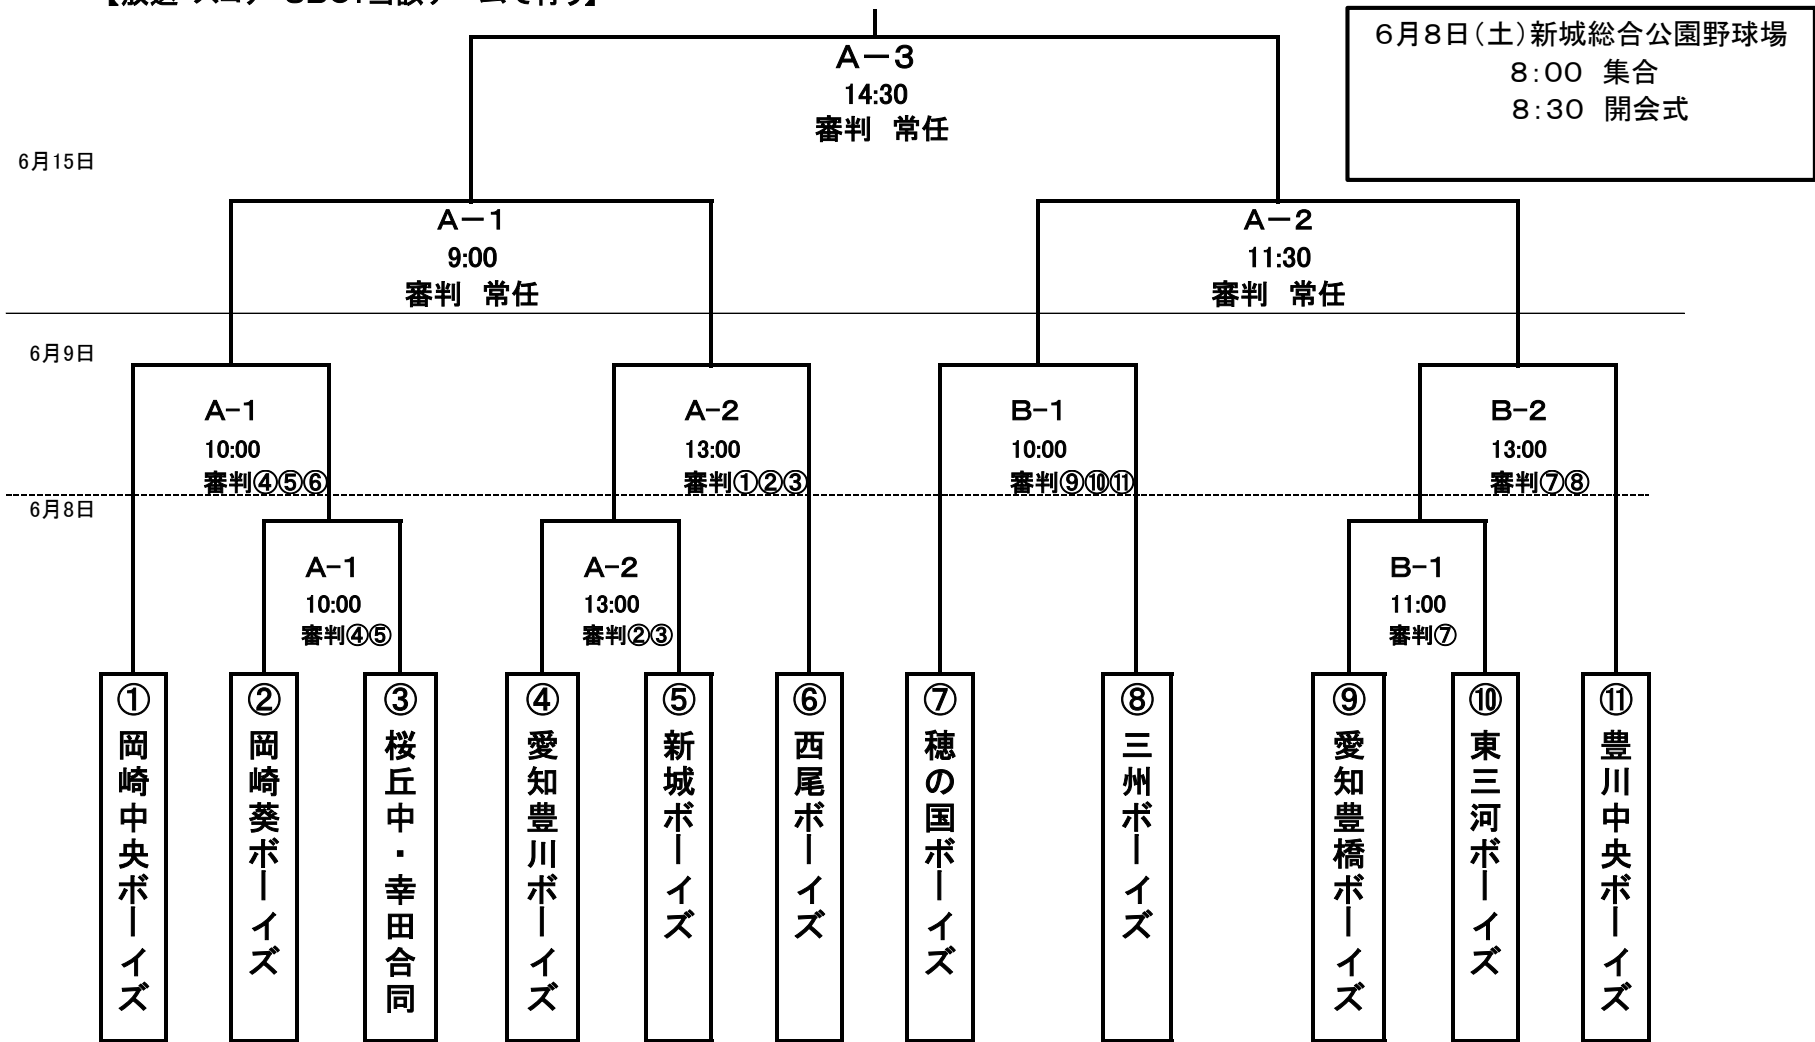 6月8日(土)新城総合公園野球場
8:00 集合
8:30 開会式
A-3
14:30
審判 常任
6月15日
A-1
9:00
審判 常任
A-2
11:30
審判 常任
6月9日
A-1
10:00
審判④⑤⑥
A-2
13:00
審判①②③
B-1
10:00
審判⑨⑩⑪
B-2
13:00
審判⑦⑧
6月8日
A-1
10:00
審判④⑤
A-2
13:00
審判②③
B-1
11:00
審判⑦
①岡崎中央ボーイズ
②岡崎葵ボーイズ
③桜丘中・幸田合同
④愛知豊川ボーイズ
⑤新城ボーイズ
⑥西尾ボーイズ
⑦穂の国ボーイズ
⑧三州ボーイズ
⑨愛知豊橋ボーイズ
⑩東三河ボーイズ
⑪豊川中央ボーイズ